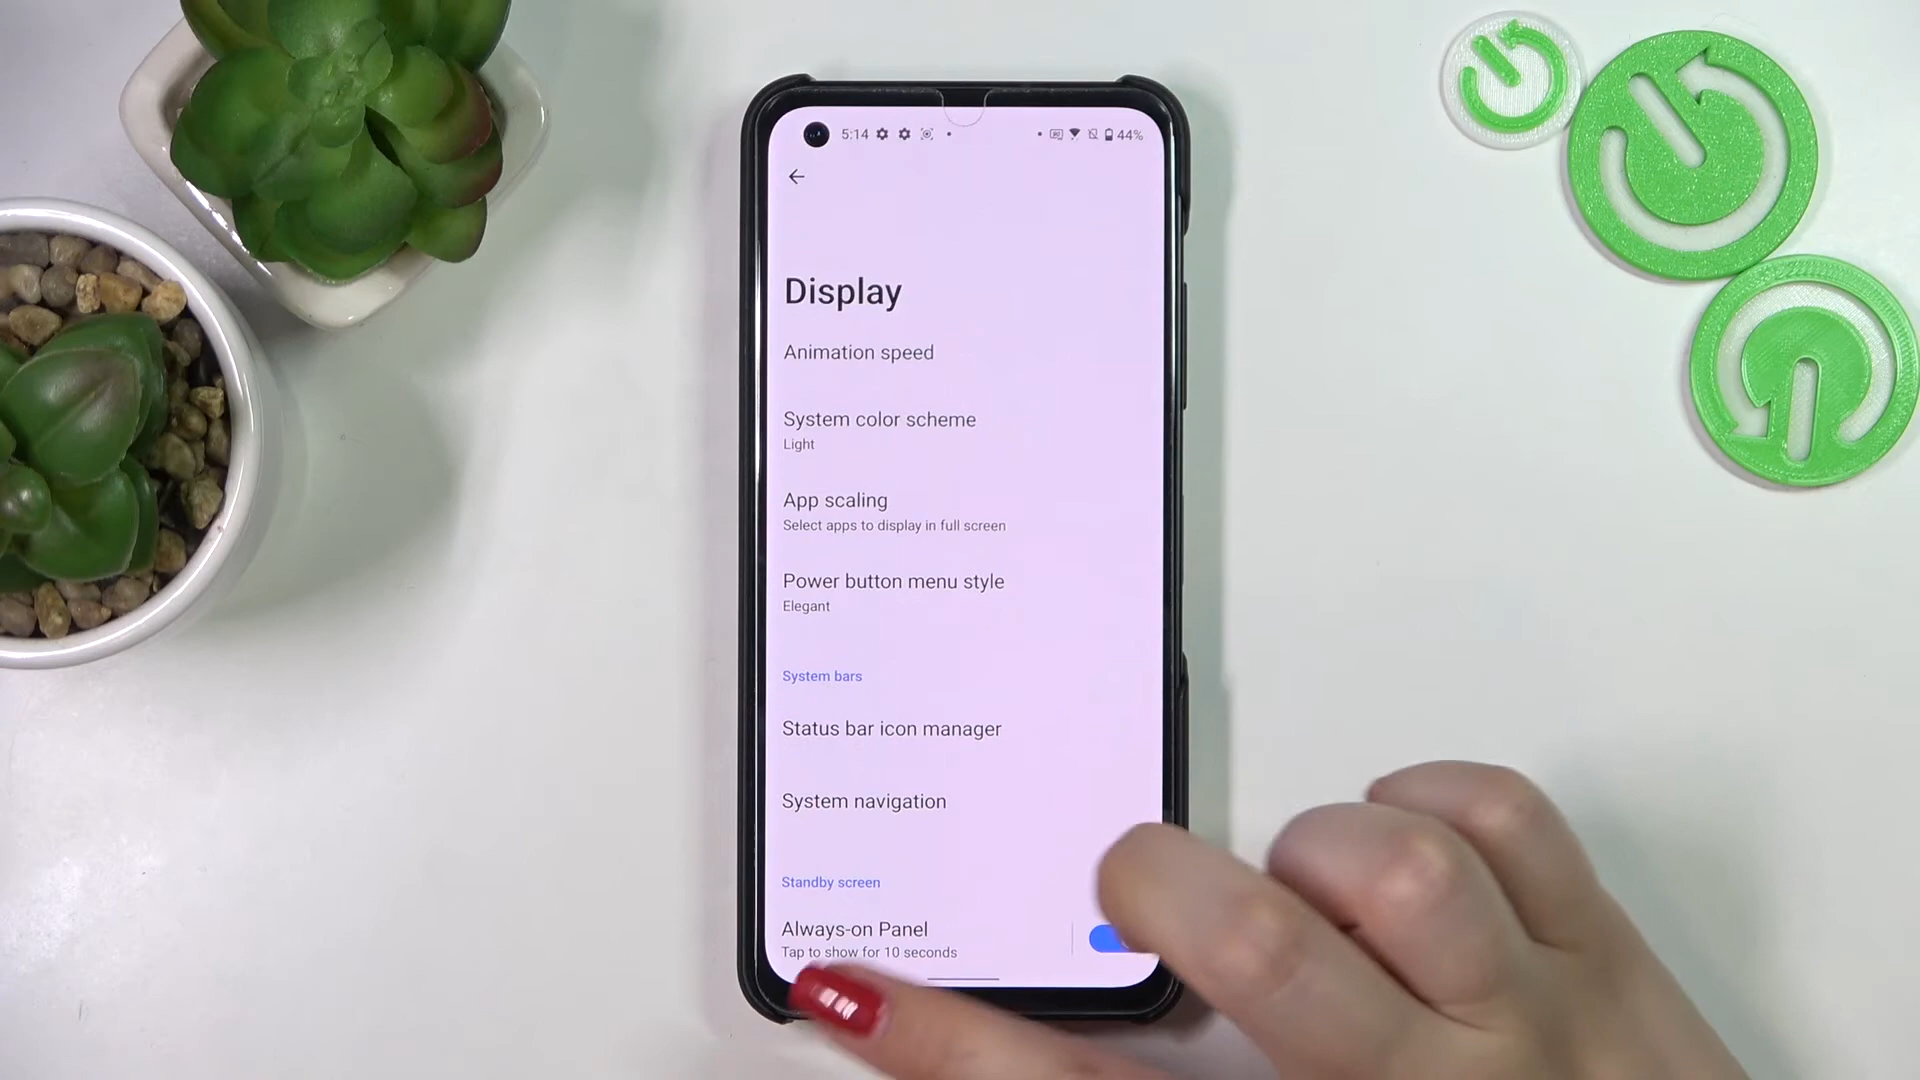 5:14 44%
Display
Animation speed
System color scheme
Light
App scaling
Select apps to display in full screen
Power button menu style
Elegant
System bars
Status bar icon manager
System navigation
Standby screen
Always-on Panel
Tap to show for 10 seconds